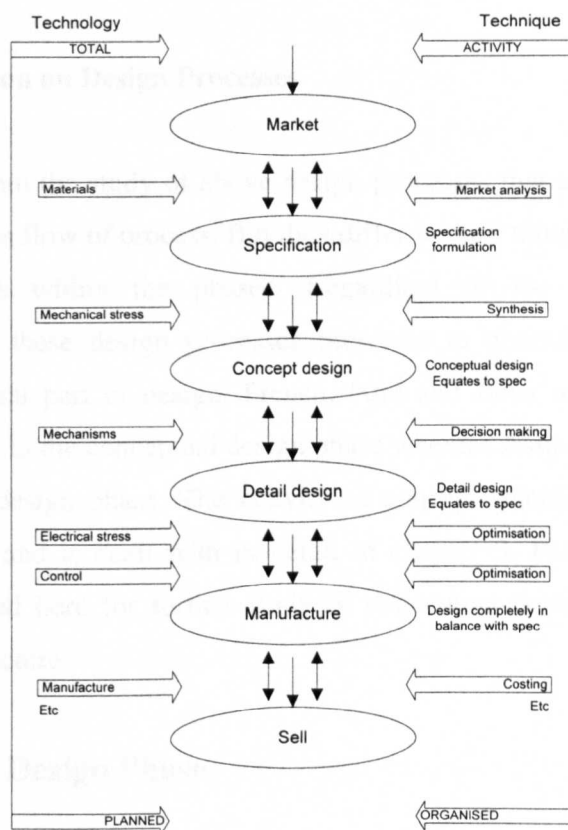 Technology
Technique
TOTAL
ACTIVITY
Market
Materials
Market analysis
Specification
Specification
formulation
Mechanical stress
Synthesis
Concept design
Conceptual design
Equates to spec
Mechanisms
Decision making
Detail design
Detail design
Equates to spec
Electrical stress
Optimisation
Control
Optimisation
Manufacture
Design completely in
balance with spec
Manufacture
Costing
Etc
Etc
Sell
PLANNED
ORGANISED